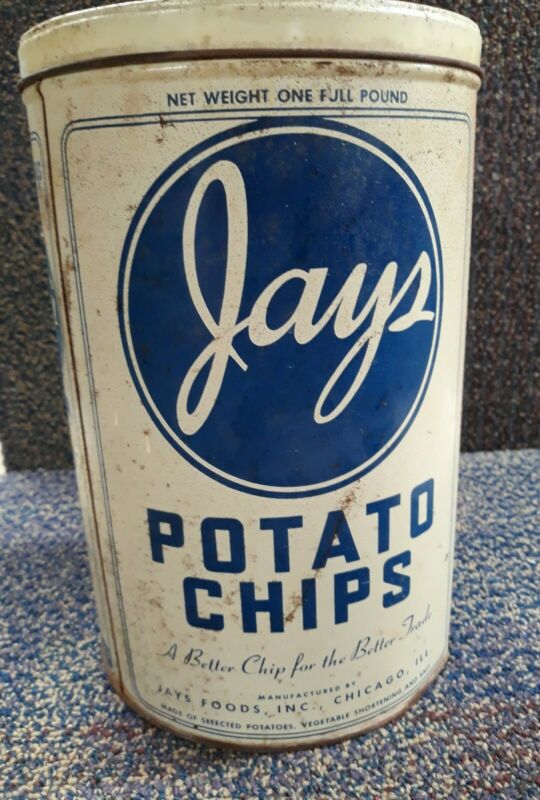 NET WEIGHT ONE FULL POUND
Jays
POTATO
CHIPS
A Better Chip for the Better Trade
MANUFACTURED BY
JAYS FOODS, INC., CHICAGO, ILL.
MADE OF SELECTED POTATOES, VEGETABLE SHORTENING AND SALT